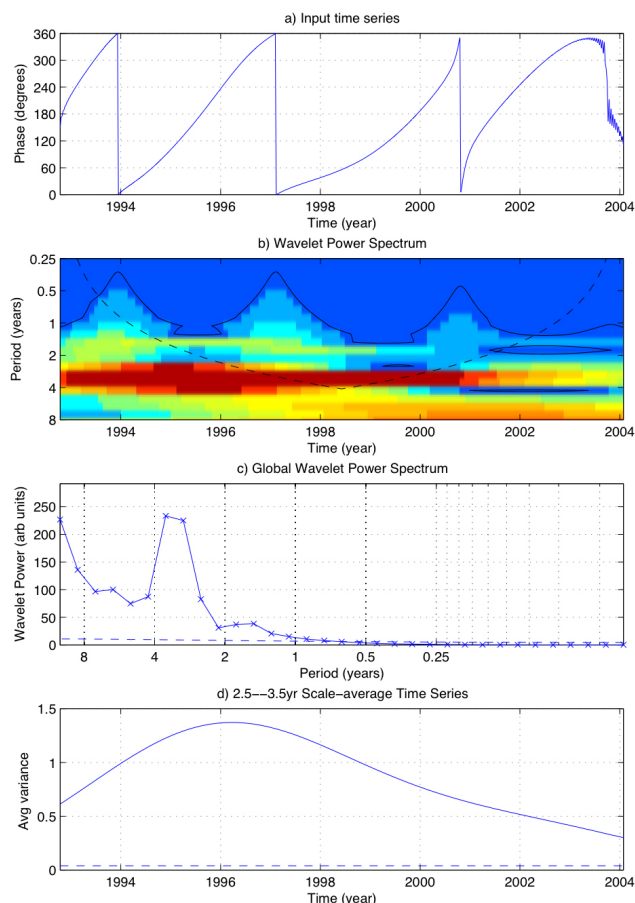 a) Input time series
360
300
240
180
120
60
0
Phase (degrees)
1994 1996 1998 2000 2002 2004
Time (year)
b) Wavelet Power Spectrum
0.25
0.5
1
2
4
8
Period (years)
1994 1996 1998 2000 2002 2004
Time (year)
c) Global Wavelet Power Spectrum
250
200
150
100
50
0
Wavelet Power (arb units)
8 4 2 1 0.5 0.25
Period (years)
d) 2.5--3.5yr Scale-average Time Series
1.5
1
0.5
0
Avg variance
1994 1996 1998 2000 2002 2004
Time (year)